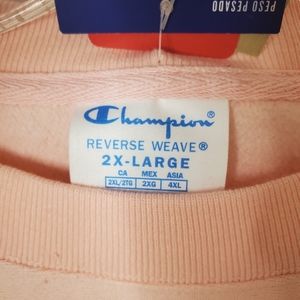 PESO PESADO
Champion
REVERSE WEAVE®
2X-LARGE
CA MEX ASIA
2XL/2TG 2XG 4XL